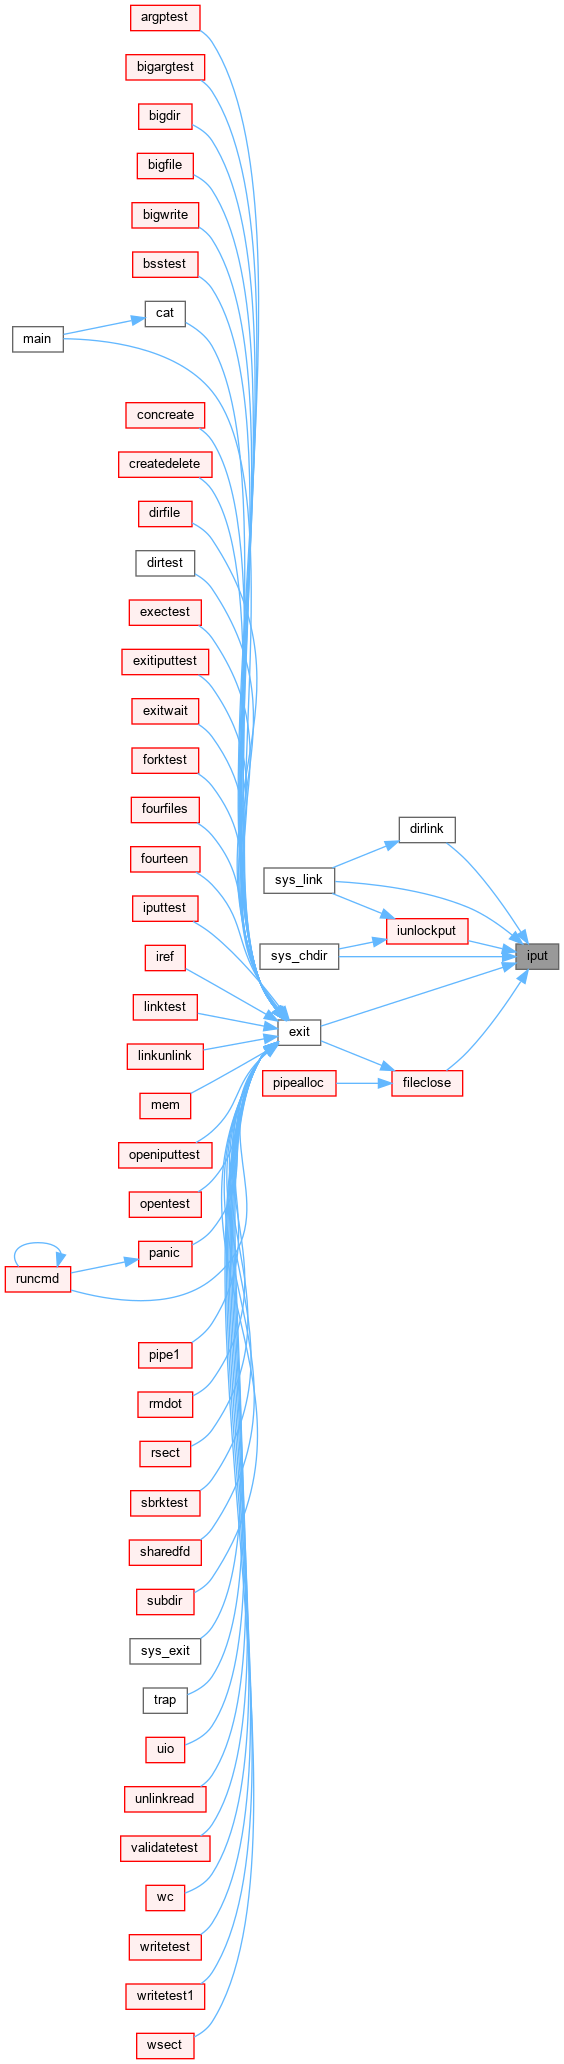 argptest
bigargtest
bigdir
bigfile
bigwrite
bsstest
cat
main
concreate
createdelete
dirfile
dirtest
exectest
exitiputtest
exitwait
forktest
fourfiles
fourteen
iputtest
iref
linktest
linkunlink
mem
openiputtest
opentest
panic
runcmd
pipe1
rmdot
rsect
sbrktest
sharedfd
subdir
sys_exit
trap
uio
unlinkread
validatetest
wc
writetest
writetest1
wsect
dirlink
sys_link
iunlockput
sys_chdir
iput
exit
pipealloc
fileclose